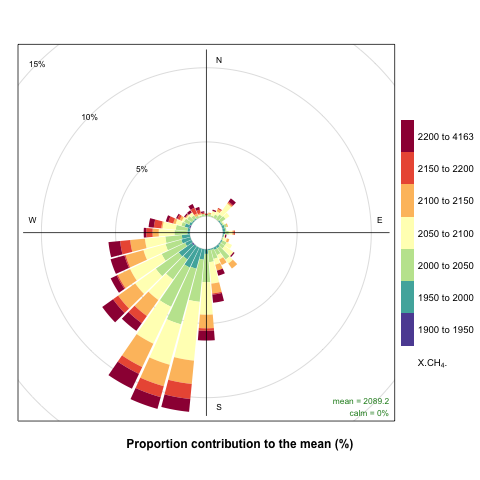 15%
N
10%
5%
W
E
S
mean = 2089.2
calm = 0%
2200 to 4163
2150 to 2200
2100 to 2150
2050 to 2100
2000 to 2050
1950 to 2000
1900 to 1950
X.CH₄.
Proportion contribution to the mean (%)